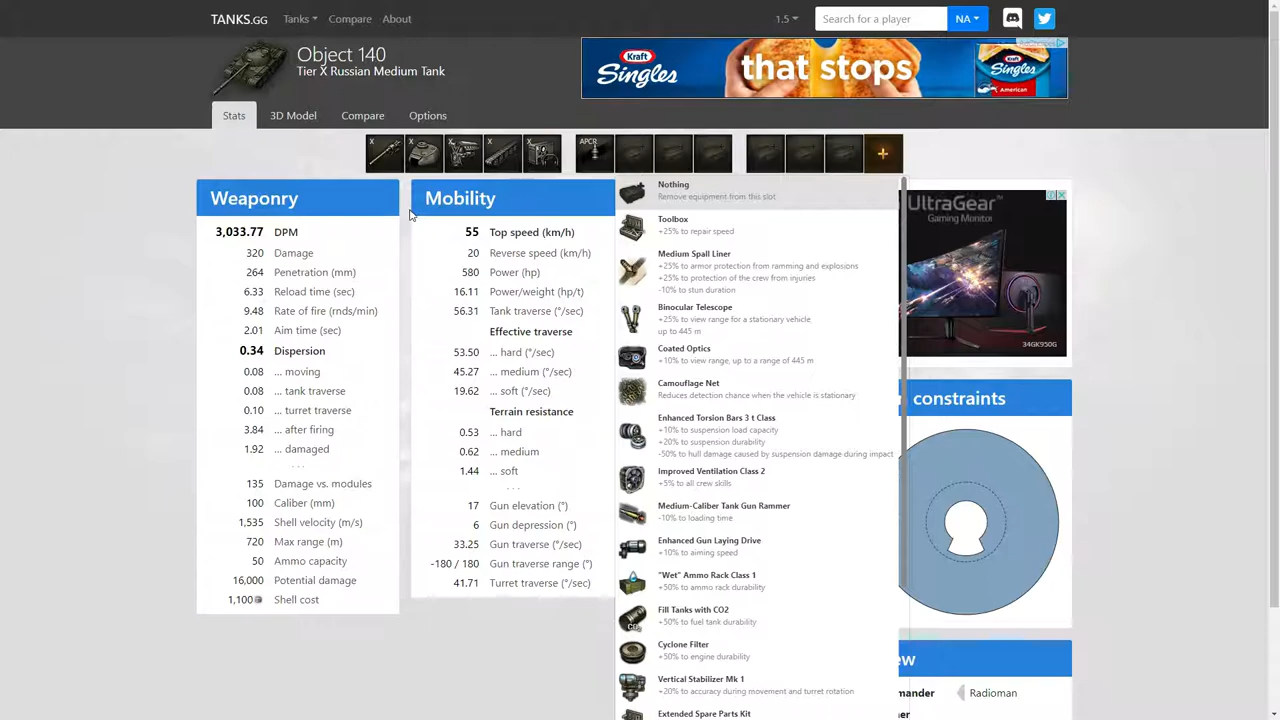 TANKS.GG
Tanks
Compare
About
1.5
Search for a player
NA
Object 140
Tier X Russian Medium Tank
Kraft
Singles
that stops
Kraft
Singles
American
Stats
3D Model
Compare
Options
X
X
X
X
X
APCR
+
Weaponry
3,033.77 DPM
320 Damage
264 Penetration (mm)
6.33 Reload time (sec)
9.48 Rate of fire (rnds/min)
2.01 Aim time (sec)
0.34 Dispersion
0.08 ... moving
0.08 ... tank traverse
0.10 ... turret traverse
3.84 ... after firing
1.92 ... damaged
...
135 Damage vs. modules
100 Caliber (mm)
1,535 Shell velocity (m/s)
720 Max range (m)
50 Ammo capacity
16,000 Potential damage
1,100 Shell cost
Mobility
55 Top speed (km/h)
20 Reverse speed (km/h)
580 Power (hp)
16.11 Power/weight (hp/t)
56.31 Tank traverse (°/sec)
Effective traverse
53.50 ... hard (°/sec)
45.27 ... medium (°/sec)
19.62 ... soft (°/sec)
Terrain resistance
0.53 ... hard
0.62 ... medium
1.44 ... soft
...
17 Gun elevation (°)
6 Gun depression (°)
33.25 Gun traverse (°/sec)
-180 / 180 Gun traverse range (°)
41.71 Turret traverse (°/sec)
Nothing
Remove equipment from this slot
Toolbox
+25% to repair speed
Medium Spall Liner
+25% to armor protection from ramming and explosions
+25% to protection of the crew from injuries
-10% to stun duration
Binocular Telescope
+25% to view range for a stationary vehicle
up to 445 m
Coated Optics
+10% to view range, up to a range of 445 m
Camouflage Net
Reduces detection chance when the vehicle is stationary
Enhanced Torsion Bars 3 t Class
+10% to suspension load capacity
+20% to suspension durability
-50% to hull damage caused by suspension damage during impact
Improved Ventilation Class 2
+5% to all crew skills
Medium-Caliber Tank Gun Rammer
-10% to loading time
Enhanced Gun Laying Drive
+10% to aiming speed
"Wet" Ammo Rack Class 1
+50% to ammo rack durability
Fill Tanks with CO2
+50% to fuel tank durability
Cyclone Filter
+50% to engine durability
Vertical Stabilizer Mk 1
+20% to accuracy during movement and turret rotation
Extended Spare Parts Kit
UltraGear
Gaming Monitor
34GK950G
constraints
ew
mander
Radioman
ner